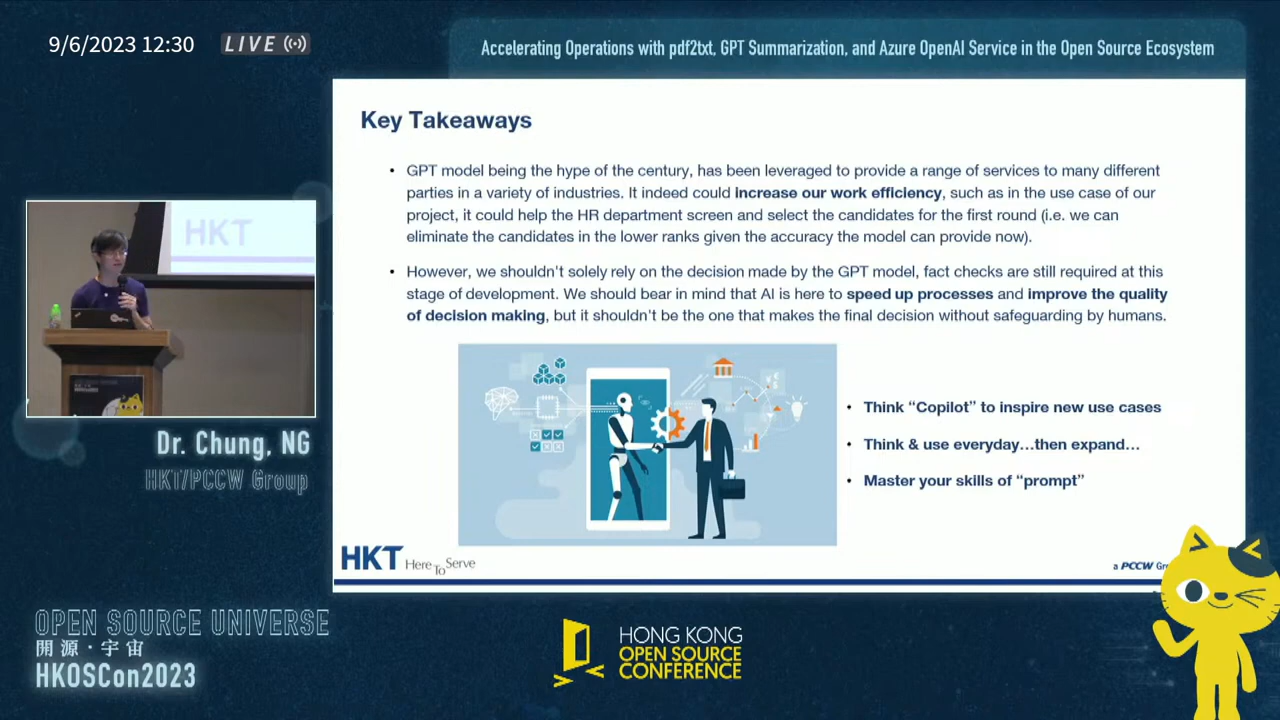 9/6/2023 12:30
LIVE
Accelerating Operations with pdf2txt, GPT Summarization, and Azure OpenAI Service in the Open Source Ecosystem
Key Takeaways
• GPT model being the hype of the century, has been leveraged to provide a range of services to many different
parties in a variety of industries. It indeed could increase our work efficiency, such as in the use case of our
project, it could help the HR department screen and select the candidates for the first round (i.e. we can
eliminate the candidates in the lower ranks given the accuracy the model can provide now).
• However, we shouldn't solely rely on the decision made by the GPT model, fact checks are still required at this
stage of development. We should bear in mind that AI is here to speed up processes and improve the quality
of decision making, but it shouldn't be the one that makes the final decision without safeguarding by humans.
• Think “Copilot” to inspire new use cases
• Think & use everyday…then expand…
• Master your skills of “prompt”
HKT Here To Serve
a PCCW Gr
HKT
Dr. Chung, NG
HKT/PCCW Group
OPEN SOURCE UNIVERSE
開源·宇宙
HKOSCon2023
HONG KONG
OPEN SOURCE
CONFERENCE